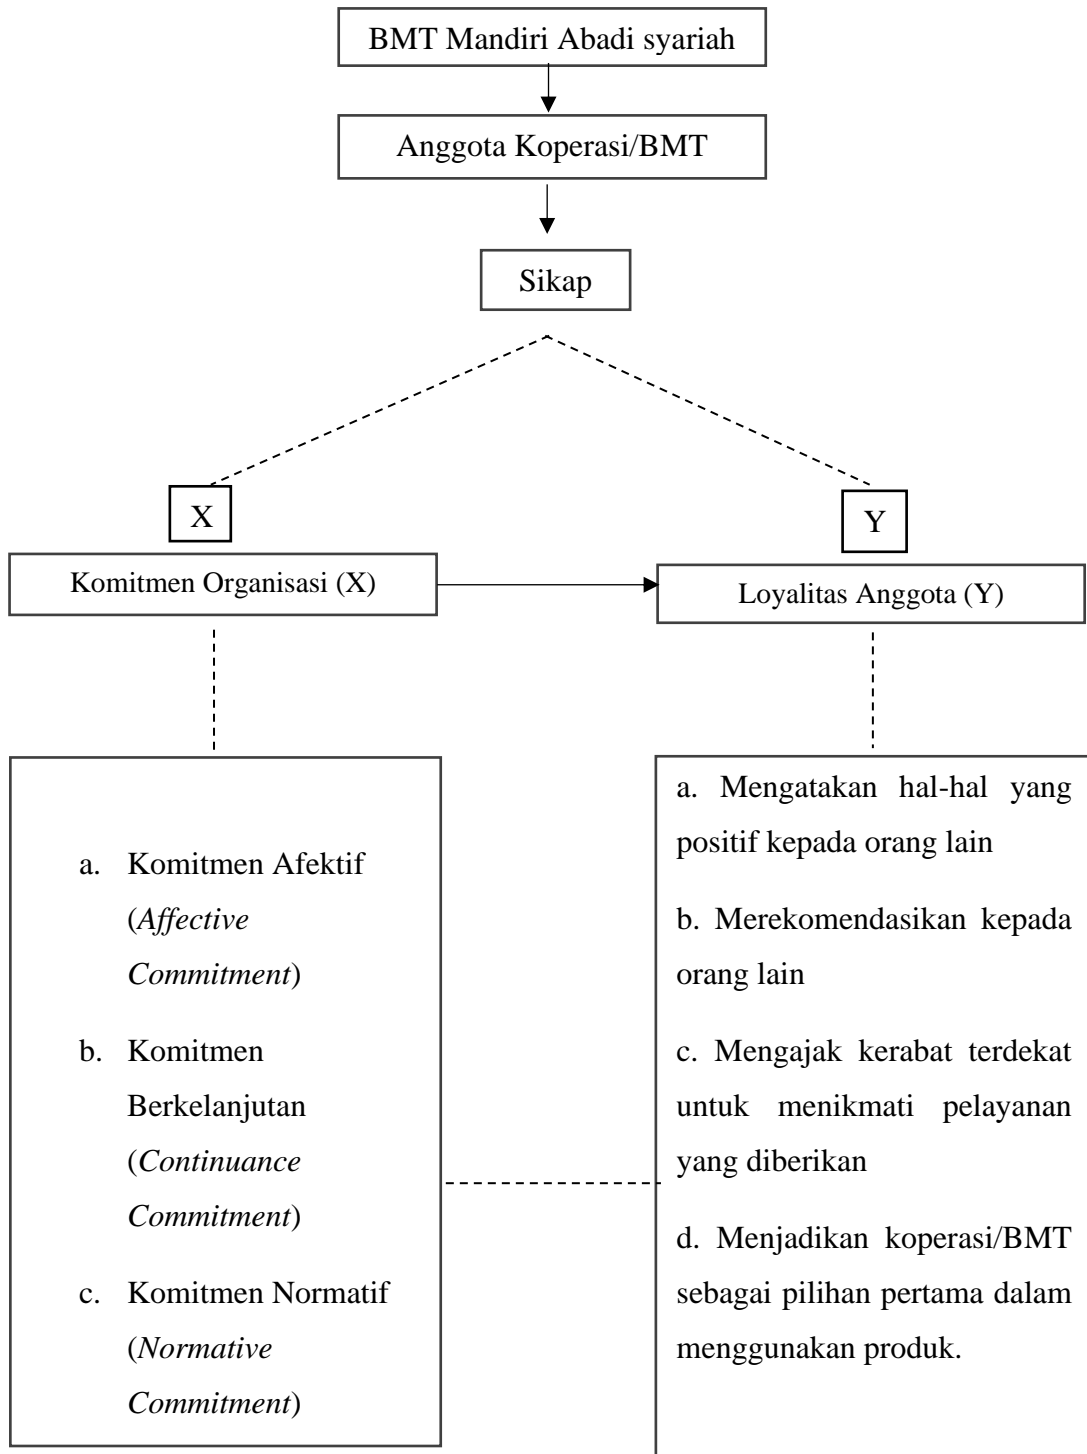 BMT Mandiri Abadi syariah
Anggota Koperasi/BMT
Sikap
X
Y
Komitmen Organisasi (X)
Loyalitas Anggota (Y)
a. Komitmen Afektif
(Affective
Commitment)
b. Komitmen
Berkelanjutan
(Continuance
Commitment)
c. Komitmen Normatif
(Normative
Commitment)
a. Mengatakan hal-hal yang
positif kepada orang lain
b. Merekomendasikan kepada
orang lain
c. Mengajak kerabat terdekat
untuk menikmati pelayanan
yang diberikan
d. Menjadikan koperasi/BMT
sebagai pilihan pertama dalam
menggunakan produk.